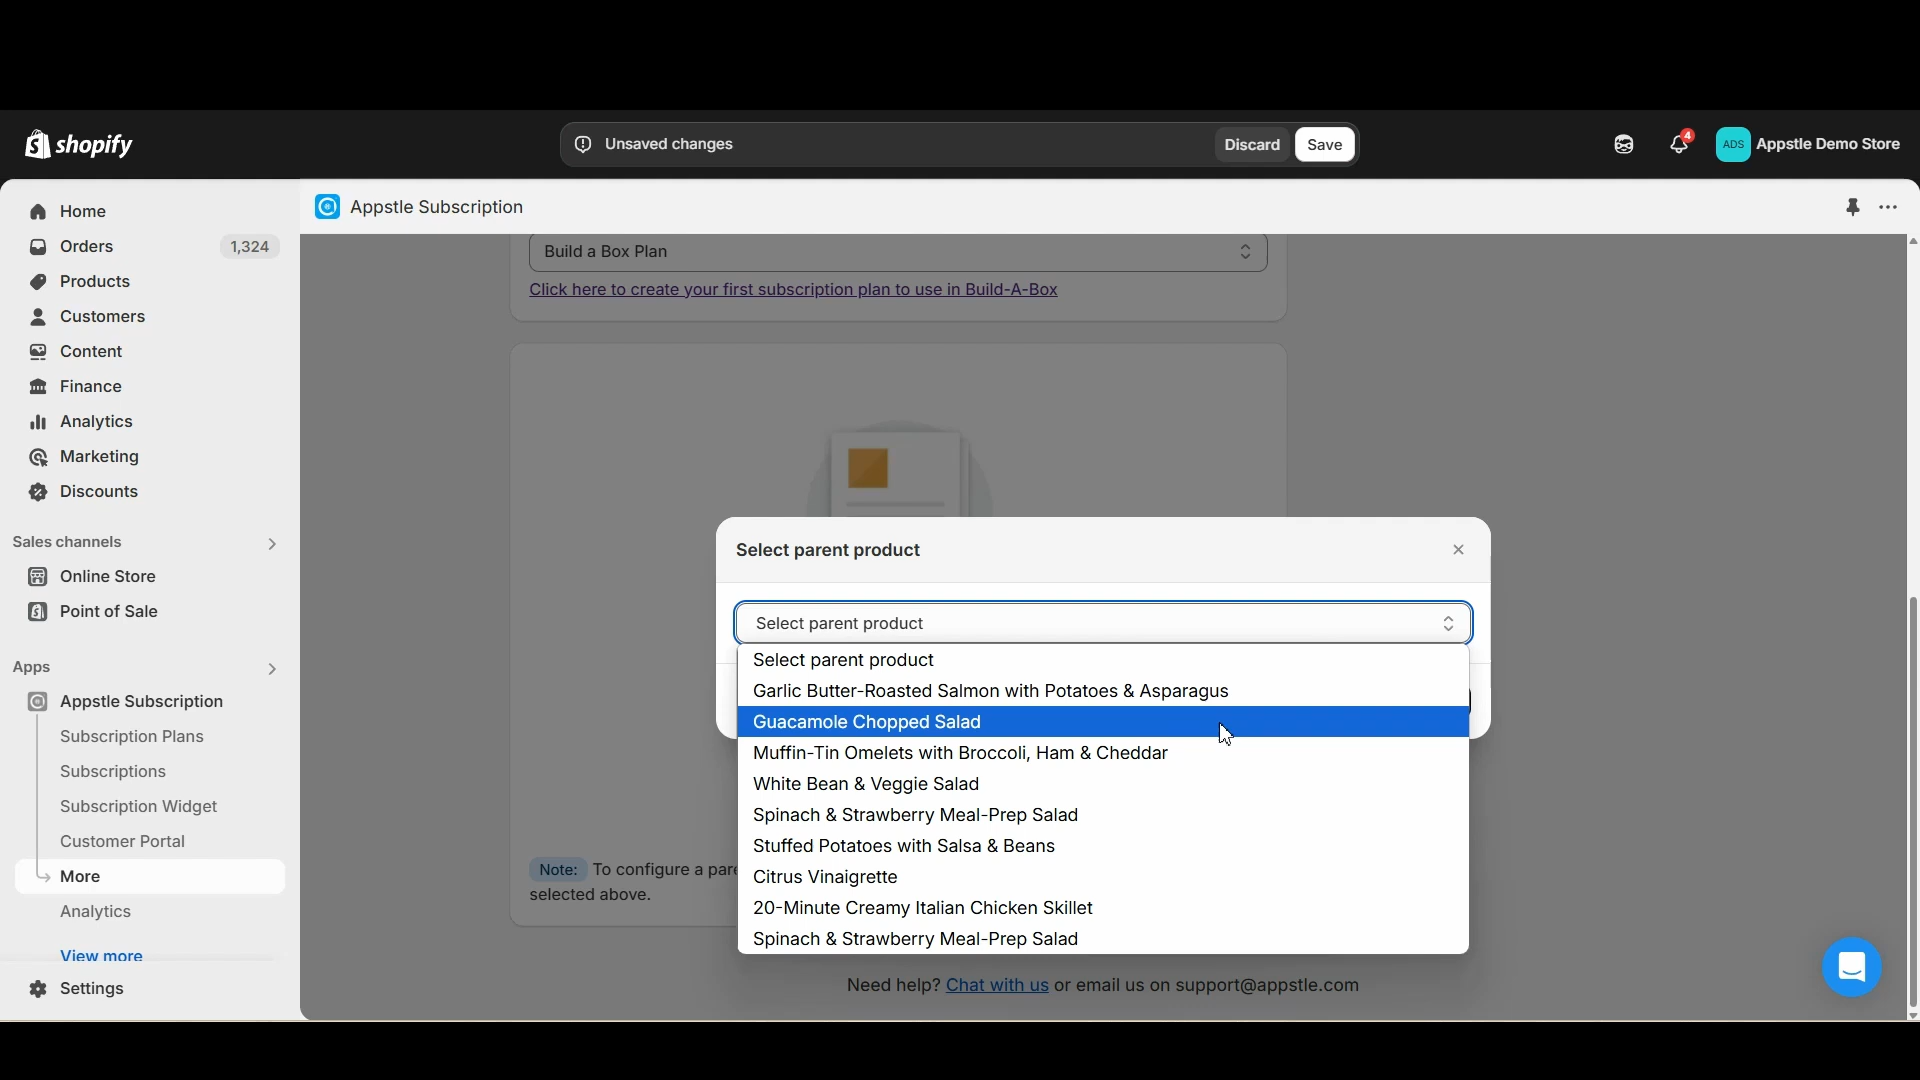 shopify
Unsaved changes
Discard
Save
4
ADS
Appstle Demo Store
Home
Orders
1,324
Products
Customers
Content
Finance
Analytics
Marketing
Discounts
Sales channels
Online Store
Point of Sale
Apps
Appstle Subscription
Subscription Plans
Subscriptions
Subscription Widget
Customer Portal
More
Analytics
View more
Settings
Appstle Subscription
Build a Box Plan
Click here to create your first subscription plan to use in Build-A-Box
Select parent product
Select parent product
Select parent product
Garlic Butter-Roasted Salmon with Potatoes & Asparagus
Guacamole Chopped Salad
Muffin-Tin Omelets with Broccoli, Ham & Cheddar
White Bean & Veggie Salad
Spinach & Strawberry Meal-Prep Salad
Stuffed Potatoes with Salsa & Beans
Citrus Vinaigrette
20-Minute Creamy Italian Chicken Skillet
Spinach & Strawberry Meal-Prep Salad
Note: To configure a pare
selected above.
Need help? Chat with us or email us on support@appstle.com